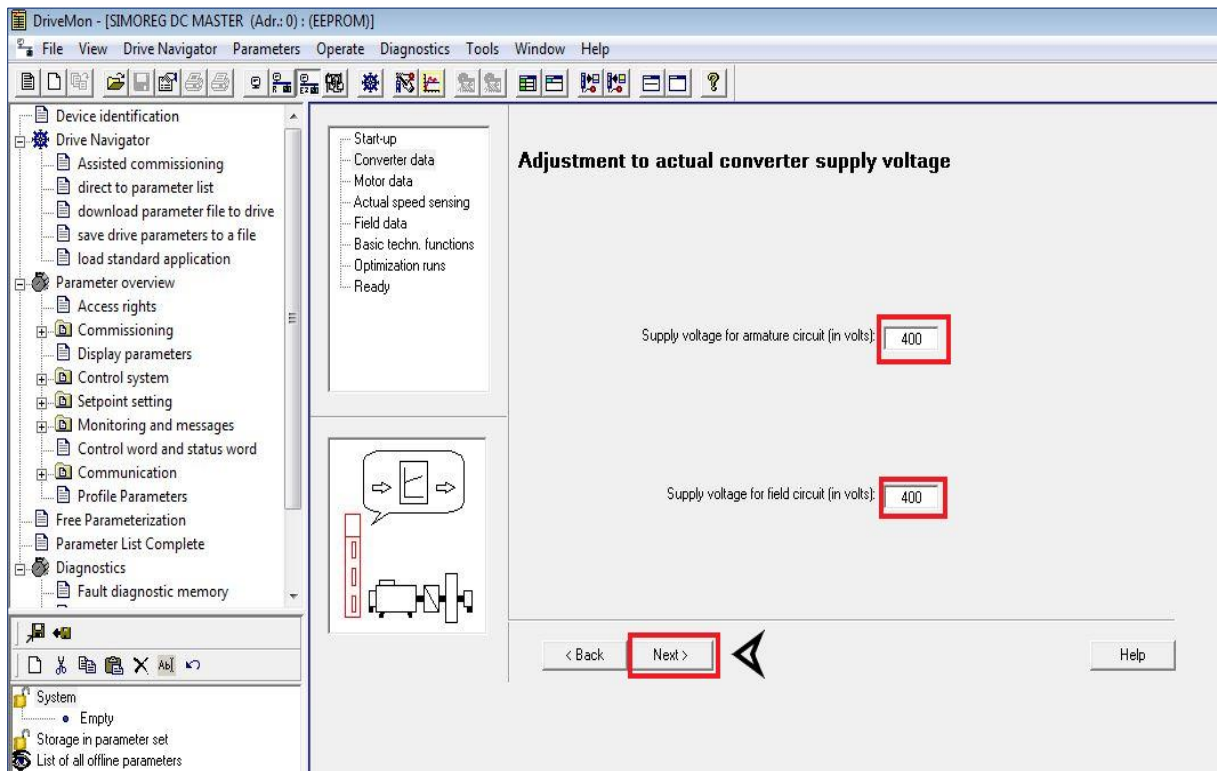 DriveMon - [SIMOREG DC MASTER (Adr.: 0) : (EEPROM)]
File View Drive Navigator Parameters Operate Diagnostics Tools Window Help
Device identification
Drive Navigator
Assisted commissioning
direct to parameter list
download parameter file to drive
save drive parameters to a file
load standard application
Parameter overview
Access rights
Commissioning
Display parameters
Control system
Setpoint setting
Monitoring and messages
Control word and status word
Communication
Profile Parameters
Free Parameterization
Parameter List Complete
Diagnostics
Fault diagnostic memory
System
Empty
Storage in parameter set
List of all offline parameters
Start-up
Converter data
Motor data
Actual speed sensing
Field data
Basic techn. functions
Optimization runs
Ready
Adjustment to actual converter supply voltage
Supply voltage for armature circuit (in volts): 400
Supply voltage for field circuit (in volts): 400
< Back Next > Help